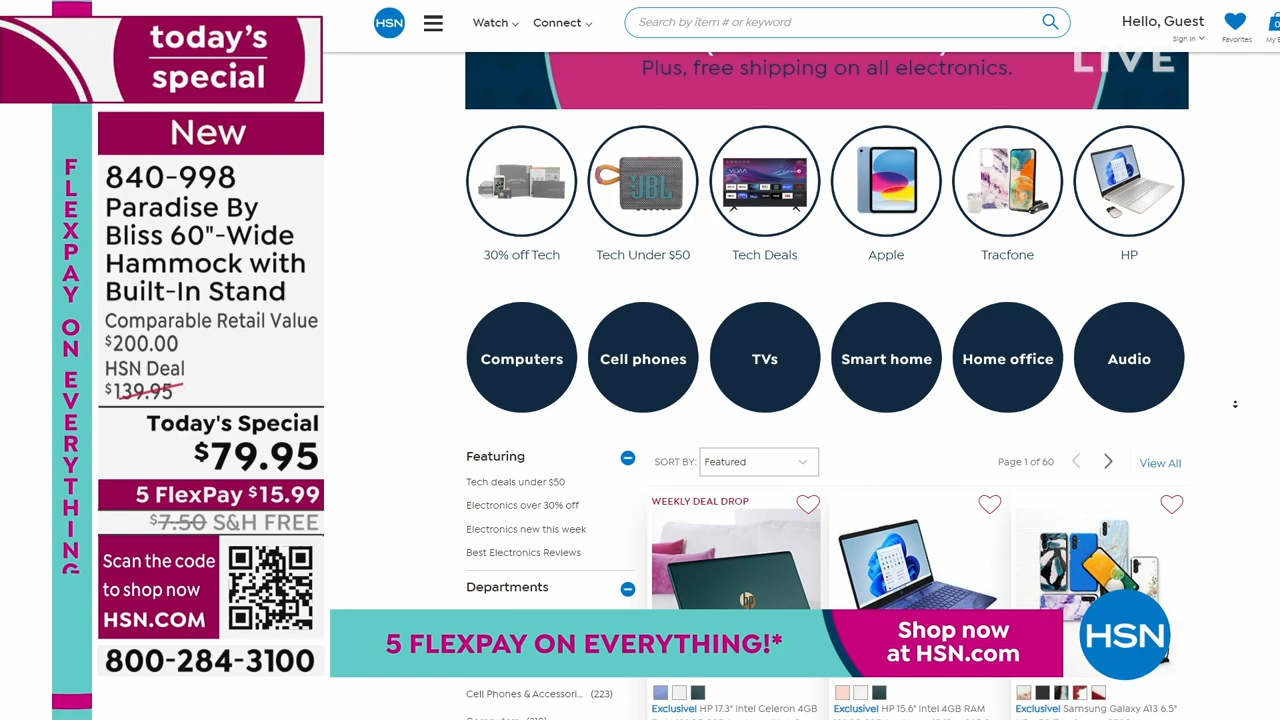 today's
special
FLEXPAY ON EVERYTHING
New
840-998
Paradise By
Bliss 60"-Wide
Hammock with
Built-In Stand
Comparable Retail Value
$200.00
HSN Deal
$139.95
Today's Special
$79.95
5 FlexPay $15.99
$7.50 S&H FREE
Scan the code
to shop now
HSN.COM
800-284-3100
HSN
Watch
Connect
Search by item # or keyword
Hello, Guest
Sign In
Favorites
0
My
Plus, free shipping on all electronics.
LIVE
JBL
30% off Tech
Tech Under $50
Tech Deals
Apple
Tracfone
HP
Computers
Cell phones
TVs
Smart home
Home office
Audio
Featuring
Tech deals under $50
Electronics over 30% off
Electronics new this week
Best Electronics Reviews
Departments
SORT BY: Featured
Page 1 of 60
View All
WEEKLY DEAL DROP
hp
5 FLEXPAY ON EVERYTHING!*
Shop now
at HSN.com
HSN
Cell Phones & Accessori... (223)
Exclusive! HP 17.3" Intel Celeron 4GB
Exclusive! HP 15.6" Intel 4GB RAM
Exclusive! Samsung Galaxy A13 6.5"